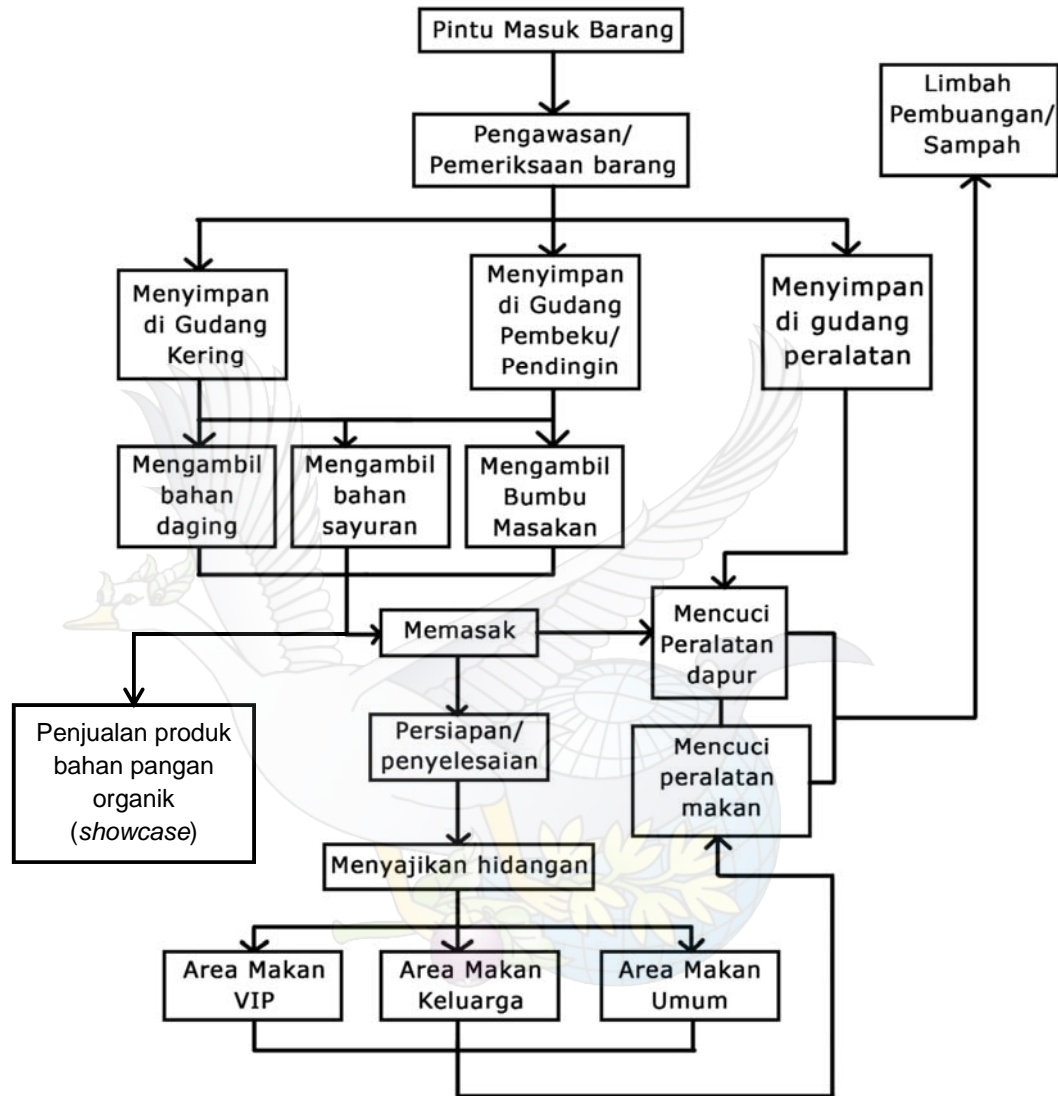 Pintu Masuk Barang
Limbah
Pembuangan/
Sampah
Pengawasan/
Pemeriksaan barang
Menyimpan
di Gudang
Kering
Menyimpan
di Gudang
Pembeku/
Pendingin
Menyimpan
di gudang
peralatan
Mengambil
bahan
daging
Mengambil
bahan
sayuran
Mengambil
Bumbu
Masakan
Memasak
Mencuci
Peralatan
dapur
Penjualan produk
bahan pangan
organik
(showcase)
Persiapan/
penyelesaian
Mencuci
peralatan
makan
Menyajikan hidangan
Area Makan
VIP
Area Makan
Keluarga
Area Makan
Umum